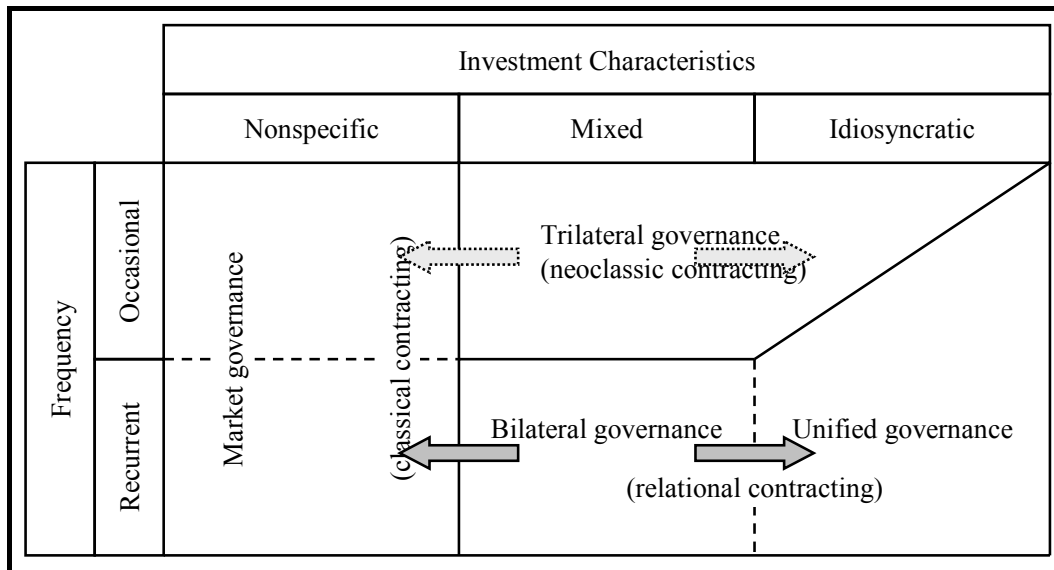 Investment Characteristics
Nonspecific
Mixed
Idiosyncratic
Frequency
Occasional
Recurrent
Market governance
(classical contracting)
Trilateral governance
(neoclassic contracting)
Bilateral governance
Unified governance
(relational contracting)